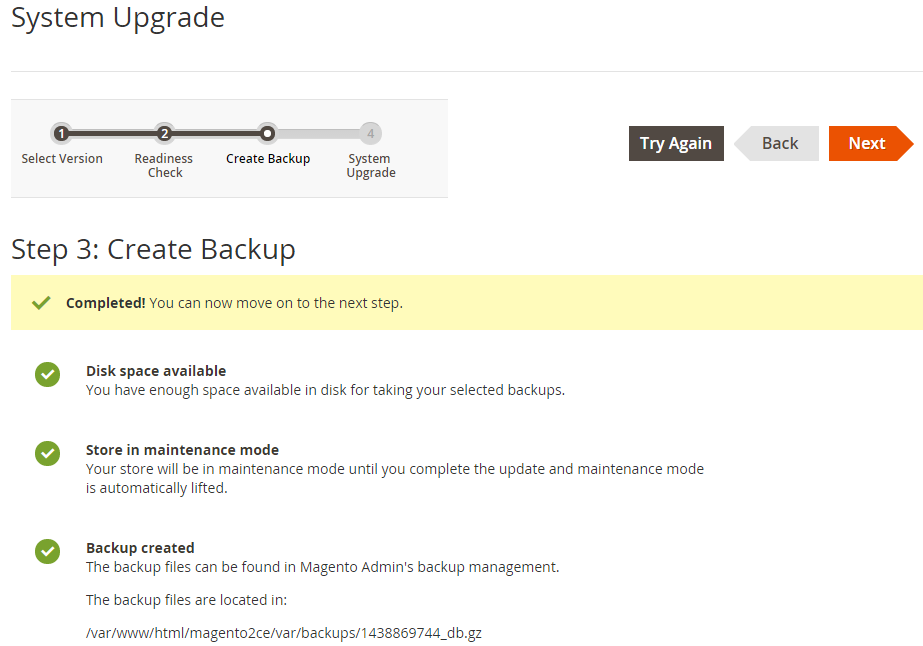 System Upgrade
1 2 4
Select Version
Readiness
Check
Create Backup
System
Upgrade
Try Again
Back
Next
Step 3: Create Backup
Completed! You can now move on to the next step.
Disk space available
You have enough space available in disk for taking your selected backups.
Store in maintenance mode
Your store will be in maintenance mode until you complete the update and maintenance mode
is automatically lifted.
Backup created
The backup files can be found in Magento Admin's backup management.
The backup files are located in:
/var/www/html/magento2ce/var/backups/1438869744_db.gz